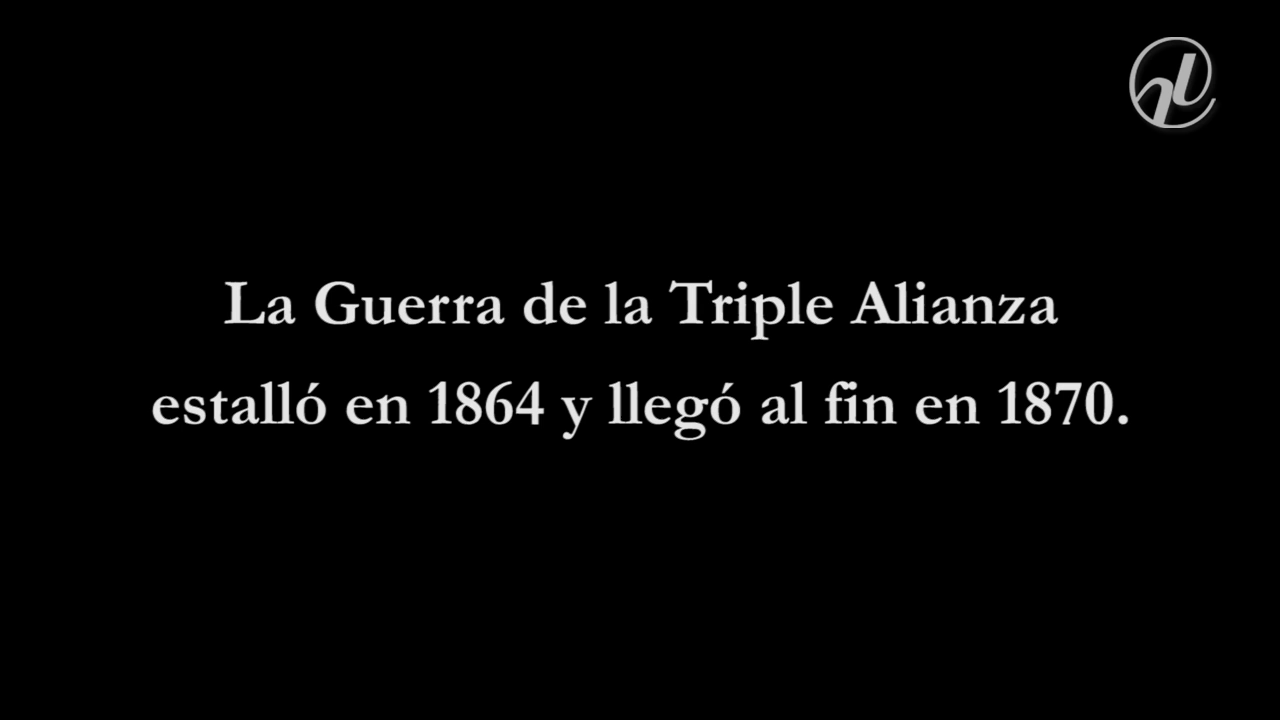 La Guerra de la Triple Alianza
estalló en 1864 y llegó al fin en 1870.